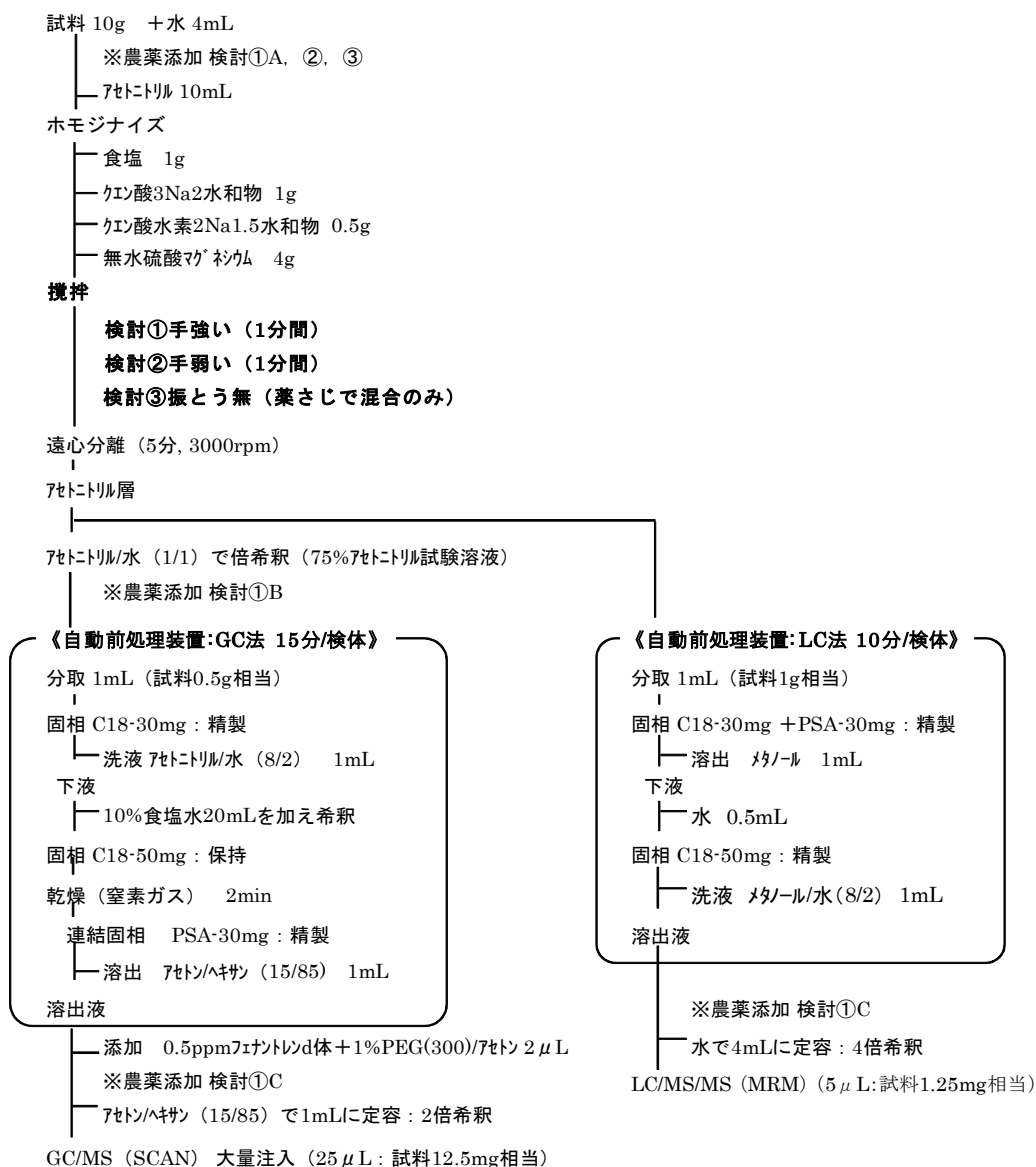 試料 10g ＋水 4mL
※農薬添加 検討①A, ②, ③
ｱｾﾄﾆﾄﾘﾙ 10mL
ホモジナイズ
食塩 1g
ｸｴﾝ酸3Na2水和物 1g
ｸｴﾝ酸水素2Na1.5水和物 0.5g
無水硫酸ﾏｸﾞﾈｼｳﾑ 4g
攪拌
検討①手強い（1分間）
検討②手弱い（1分間）
検討③振とう無（薬さじで混合のみ）
遠心分離（5分, 3000rpm）
ｱｾﾄﾆﾄﾘﾙ層
ｱｾﾄﾆﾄﾘﾙ/水（1/1）で倍希釈（75%ｱｾﾄﾆﾄﾘﾙ試験溶液）
※農薬添加 検討①B
《自動前処理装置:GC法 15分/検体》
分取 1mL（試料0.5g相当）
固相 C18-30mg：精製
洗液 ｱｾﾄﾆﾄﾘﾙ/水（8/2） 1mL
下液
10%食塩水20mLを加え希釈
固相 C18-50mg：保持
乾燥（窒素ガス） 2min
連結固相 PSA-30mg：精製
溶出 ｱｾﾄﾝ/ﾍｷｻﾝ（15/85） 1mL
溶出液
添加 0.5ppmﾌｪﾅﾝﾄﾚﾝd体＋1%PEG(300)/ｱｾﾄﾝ 2μL
※農薬添加 検討①C
ｱｾﾄﾝ/ﾍｷｻﾝ（15/85）で1mLに定容：2倍希釈
GC/MS（SCAN） 大量注入（25μL：試料12.5mg相当）
《自動前処理装置:LC法 10分/検体》
分取 1mL（試料1g相当）
固相 C18-30mg ＋PSA-30mg：精製
溶出 ﾒﾀﾉｰﾙ 1mL
下液
水 0.5mL
固相 C18-50mg：精製
洗液 ﾒﾀﾉｰﾙ/水(8/2) 1mL
溶出液
※農薬添加 検討①C
水で4mLに定容：4倍希釈
LC/MS/MS（MRM）（5μL:試料1.25mg相当）